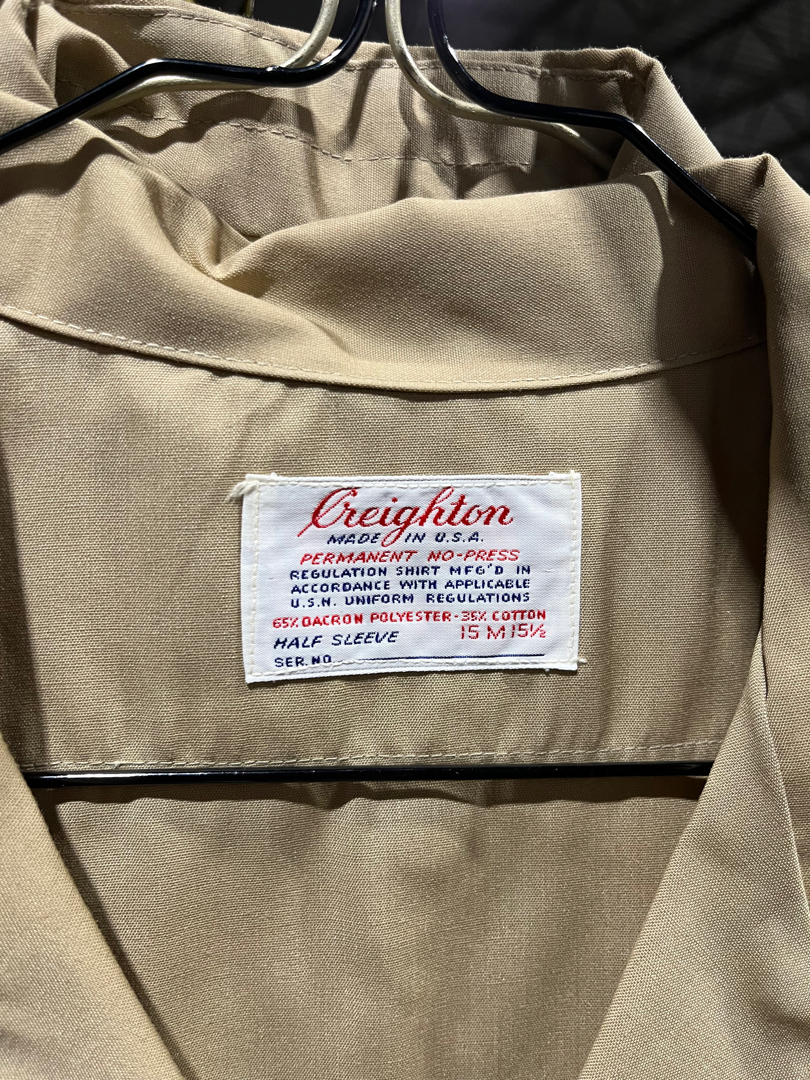 Creighton
MADE IN U.S.A.
PERMANENT NO-PRESS
REGULATION SHIRT MFG'D IN
ACCORDANCE WITH APPLICABLE
U.S.N. UNIFORM REGULATIONS
65% DACRON POLYESTER-35% COTTON
HALF SLEEVE 15 M 15½
SER. NO.